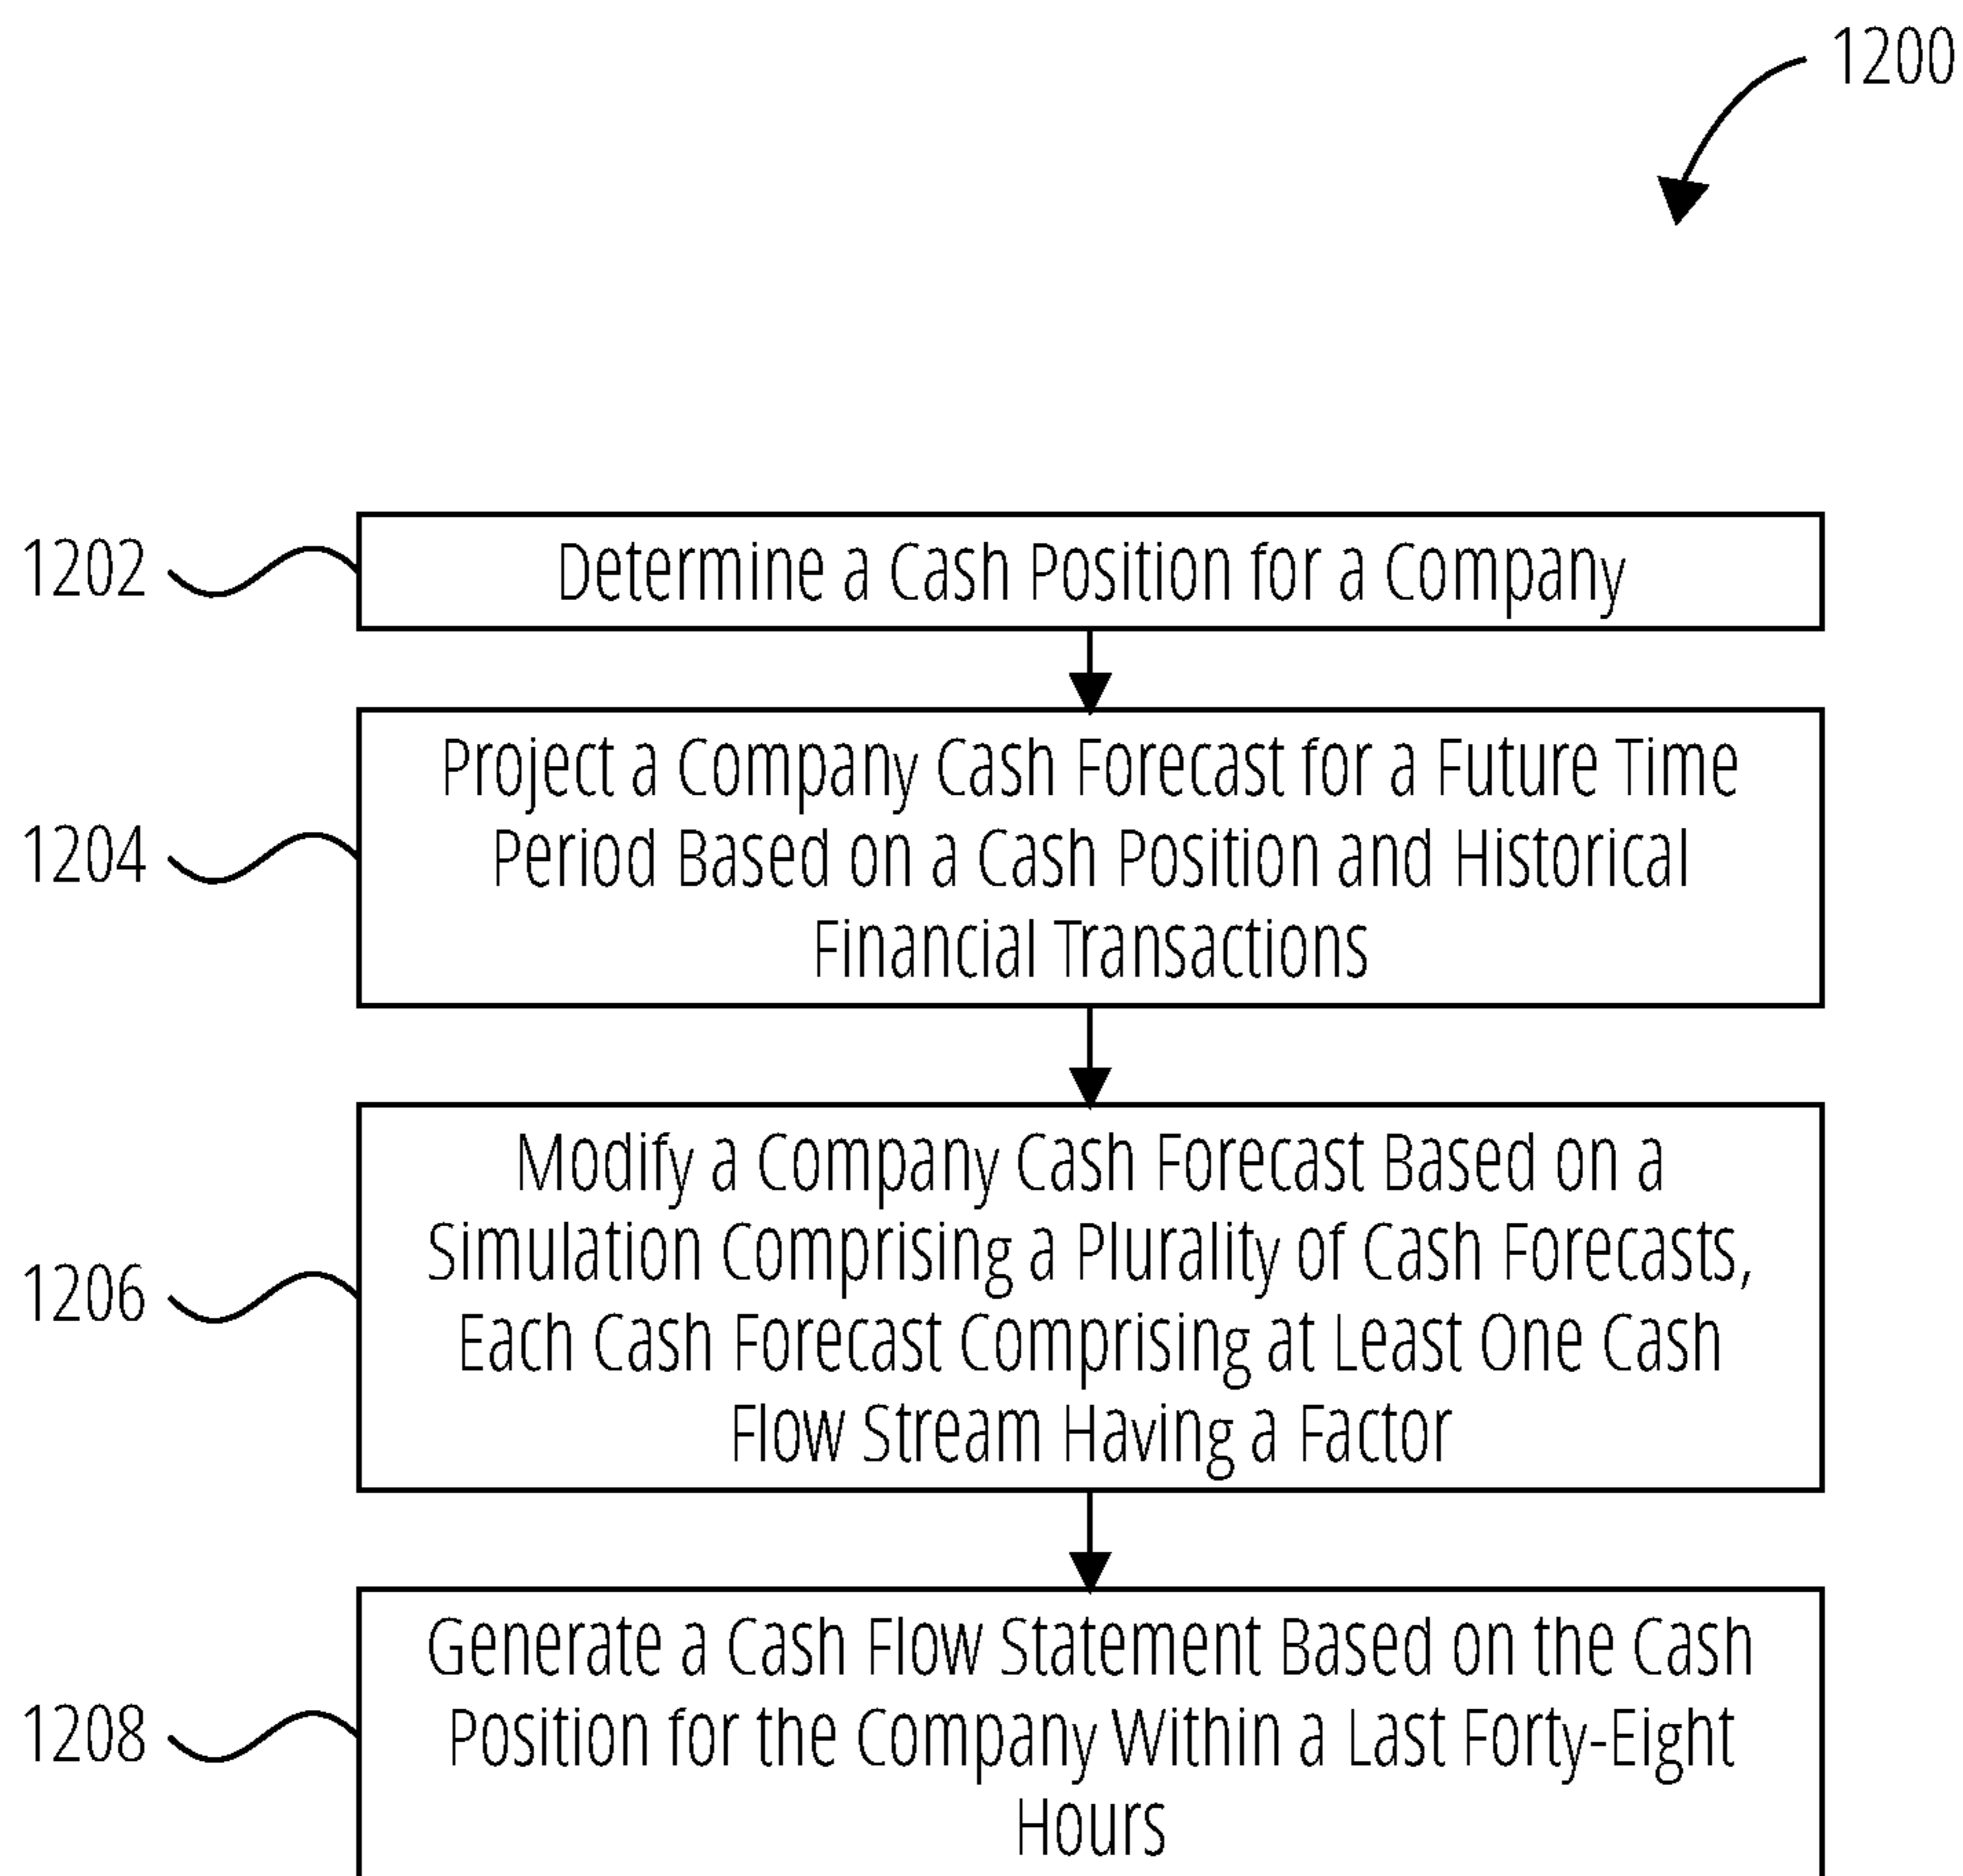 1200
1202
Determine a Cash Position for a Company
1204
Project a Company Cash Forecast for a Future Time
Period Based on a Cash Position and Historical
Financial Transactions
1206
Modify a Company Cash Forecast Based on a
Simulation Comprising a Plurality of Cash Forecasts,
Each Cash Forecast Comprising at Least One Cash
Flow Stream Having a Factor
1208
Generate a Cash Flow Statement Based on the Cash
Position for the Company Within a Last Forty-Eight
Hours